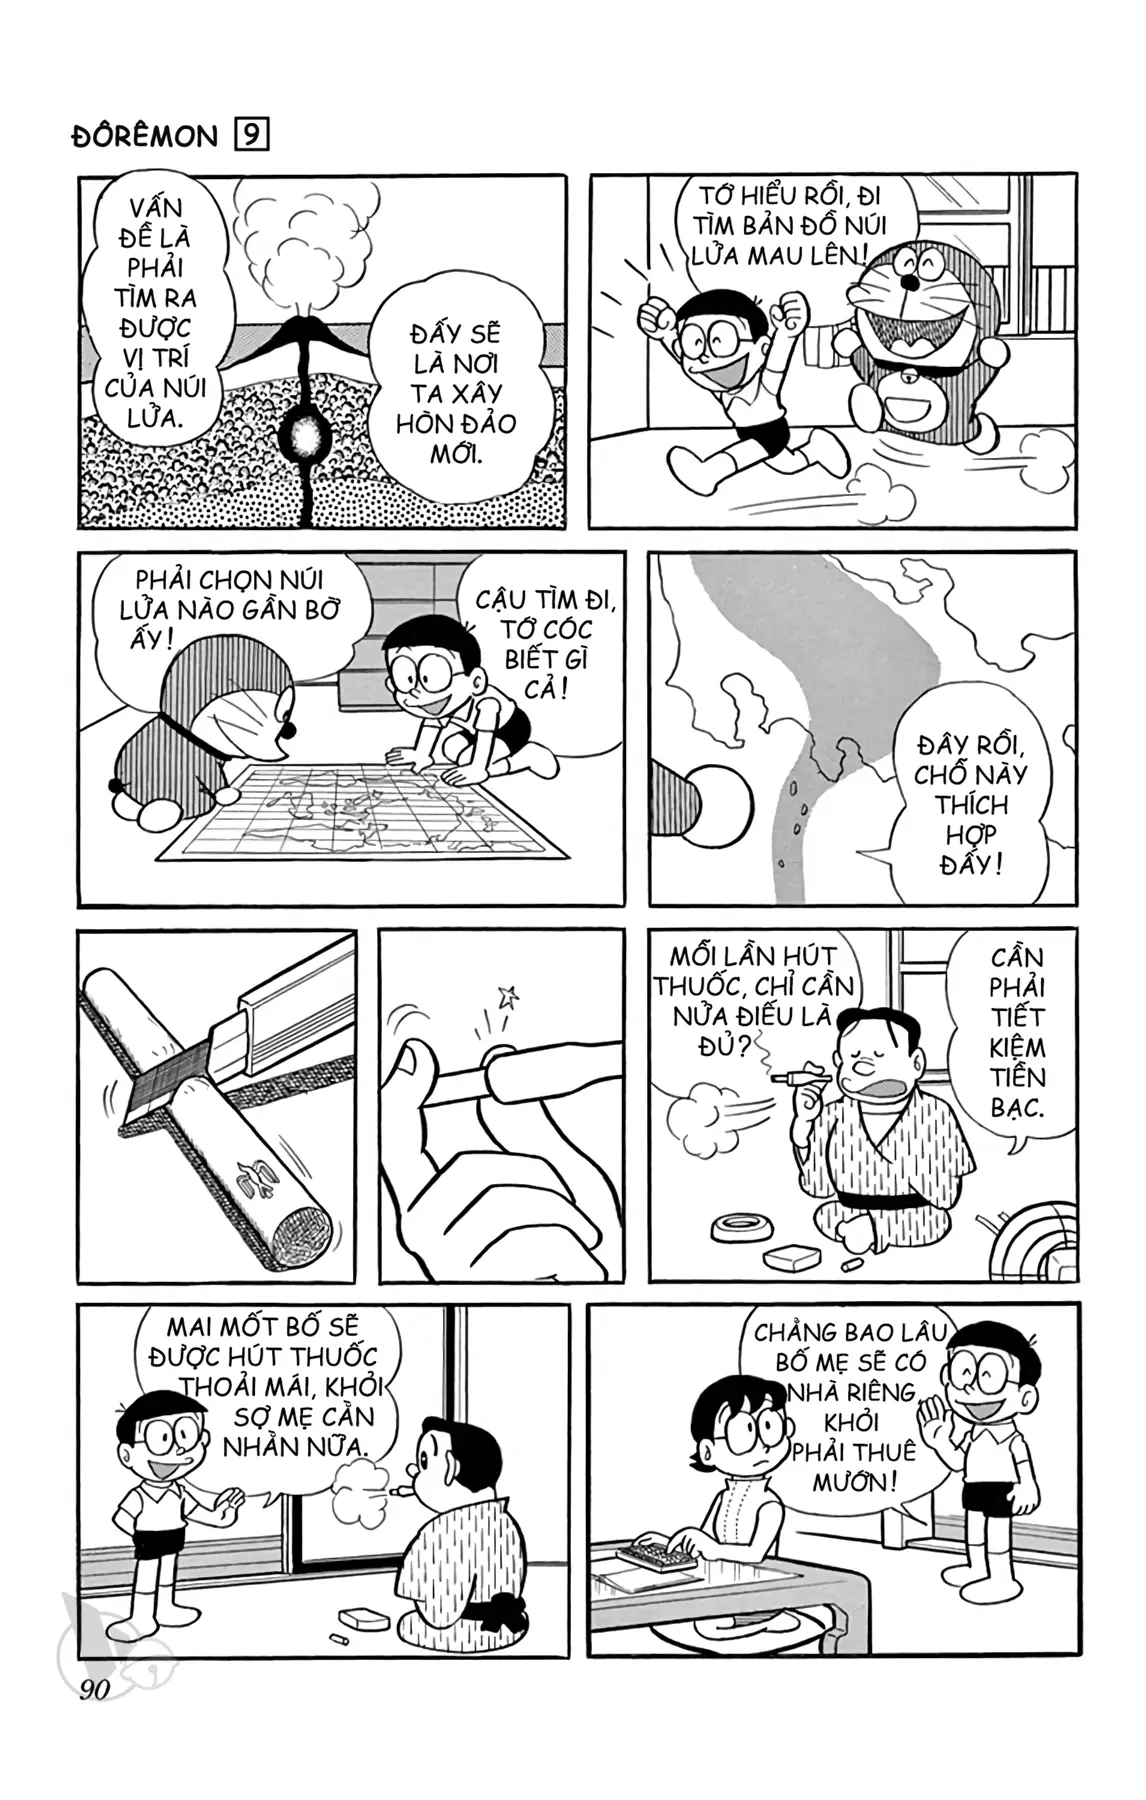 ĐÔRÊMON 9
VẤN
ĐỀ LÀ
PHẢI
TÌM RA
ĐƯỢC
VỊ TRÍ
CỦA NÚI
LỬA.
ĐẤY SẼ
LÀ NƠI
TA XÂY
HÒN ĐẢO
MỚI.
TỚ HIỂU RỒI, ĐI
TÌM BẢN ĐỒ NÚI
LỬA MAU LÊN!
PHẢI CHỌN NÚI
LỬA NÀO GẦN BỜ
ẤY!
CẬU TÌM ĐI,
TỚ CÓC
BIẾT GÌ
CẢ!
ĐÂY RỒI,
CHỖ NÀY
THÍCH
HỢP
ĐẤY!
MỖI LẦN HÚT
THUỐC, CHỈ CẦN
NỬA ĐIẾU LÀ
ĐỦ?
CẦN
PHẢI
TIẾT
KIỆM
TIỀN
BẠC.
MAI MỐT BỐ SẼ
ĐƯỢC HÚT THUỐC
THOẢI MÁI, KHỎI
SỢ MẸ CẰN
NHẰN NỮA.
CHẲNG BAO LÂU
BỐ MẸ SẼ CÓ
NHÀ RIÊNG,
KHỎI
PHẢI THUÊ
MƯỚN!
90